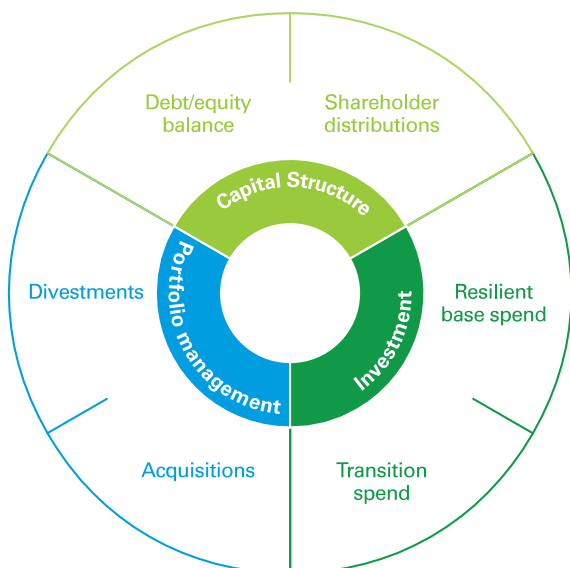 Debt/equity
balance
Shareholder
distributions
Capital Structure
Portfolio management
Investment
Divestments
Resilient
base spend
Acquisitions
Transition
spend